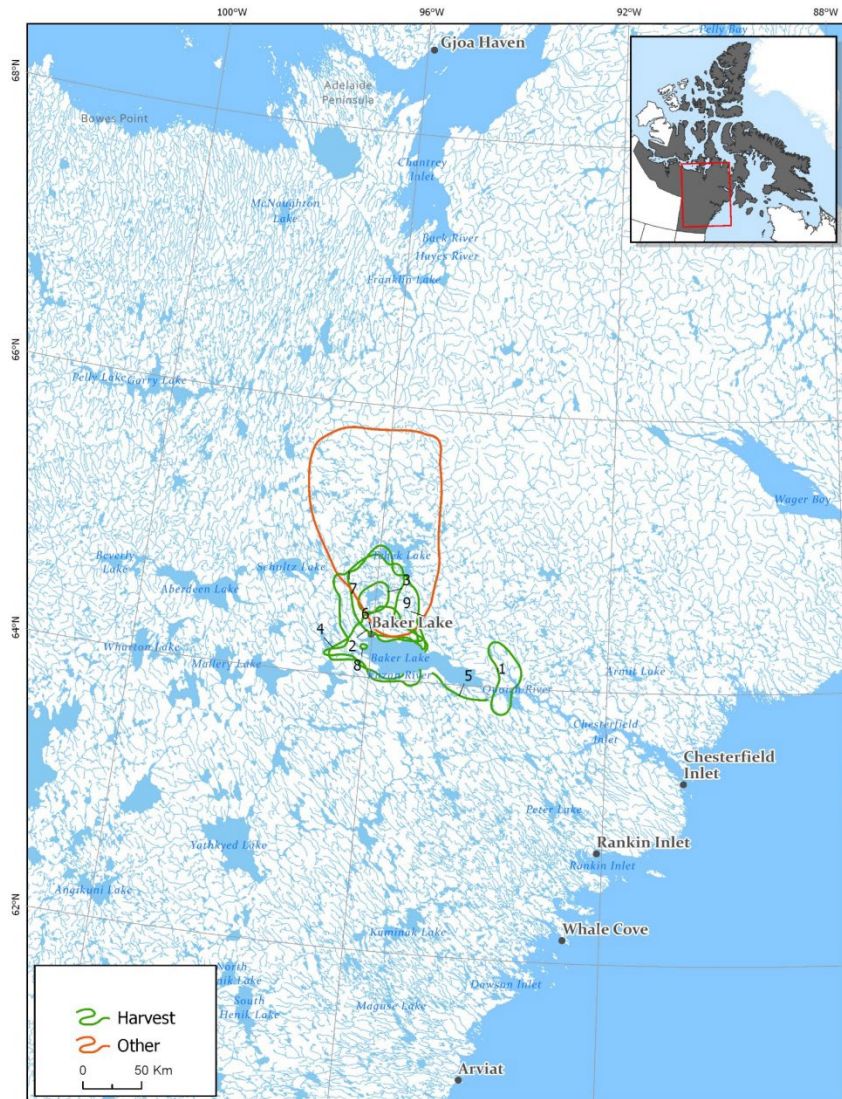 100°W
96°W
92°W
88°W
Pelly Bay
Gjoa Haven
68°N
Adelaide
Peninsula
Bowes Point
Chantrey
Inlet
McNaughton
Lake
Back River
Hayes River
Franklin Lake
66°N
Pelly Lake
Garry Lake
Wager Bay
Beverly
Lake
Schultz Lake
Tehek Lake
Aberdeen Lake
7
3
9
6
64°N
4
Baker Lake
2
Wharton Lake
Mallery Lake
8
Baker Lake
Kazan River
5
1
Quoich River
Armit Lake
Chesterfield
Inlet
Chesterfield
Inlet
Peter Lake
Yathkyed Lake
Rankin Inlet
Rankin Inlet
62°N
Angikuni Lake
Kaminak Lake
Whale Cove
North
Henik Lake
South
Henik Lake
Maguse Lake
Dawson Inlet
Harvest
Other
0 50 Km
Arviat